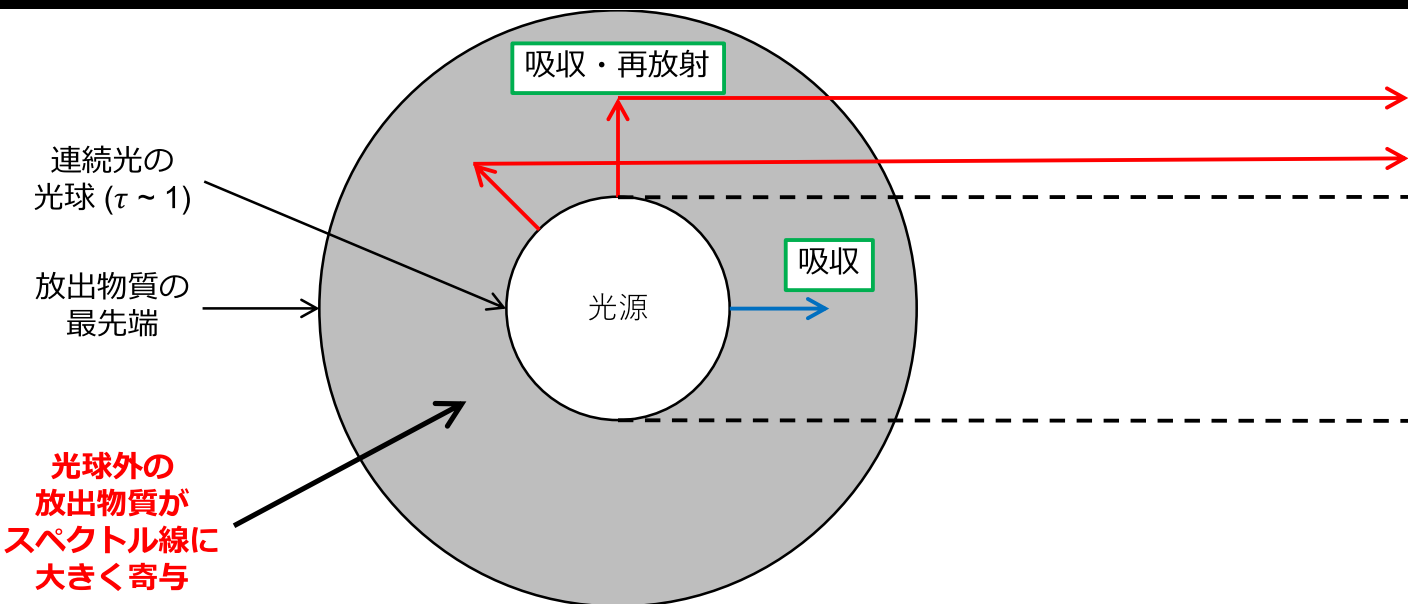 吸収・再放射
連続光の
光球 (τ ~ 1)
吸収
放出物質の
最先端
光源
光球外の
放出物質が
スペクトル線に
大きく寄与